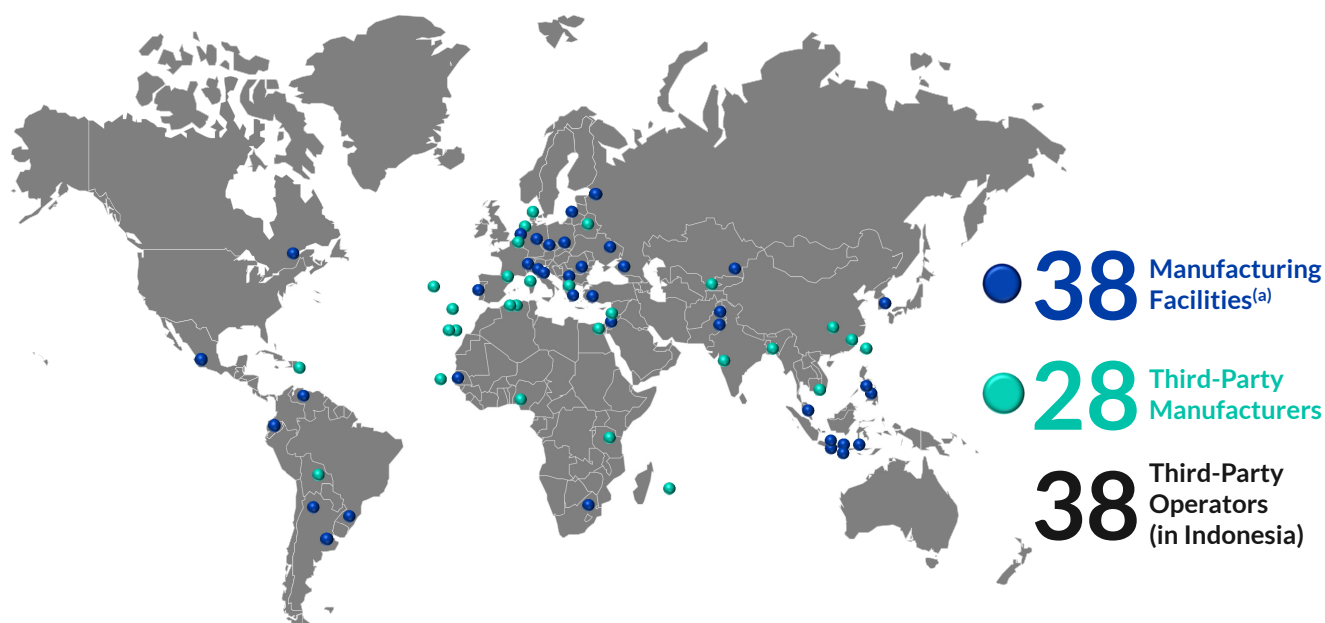 38
Manufacturing
Facilities(a)
28
Third-Party
Manufacturers
38
Third-Party
Operators
(in Indonesia)